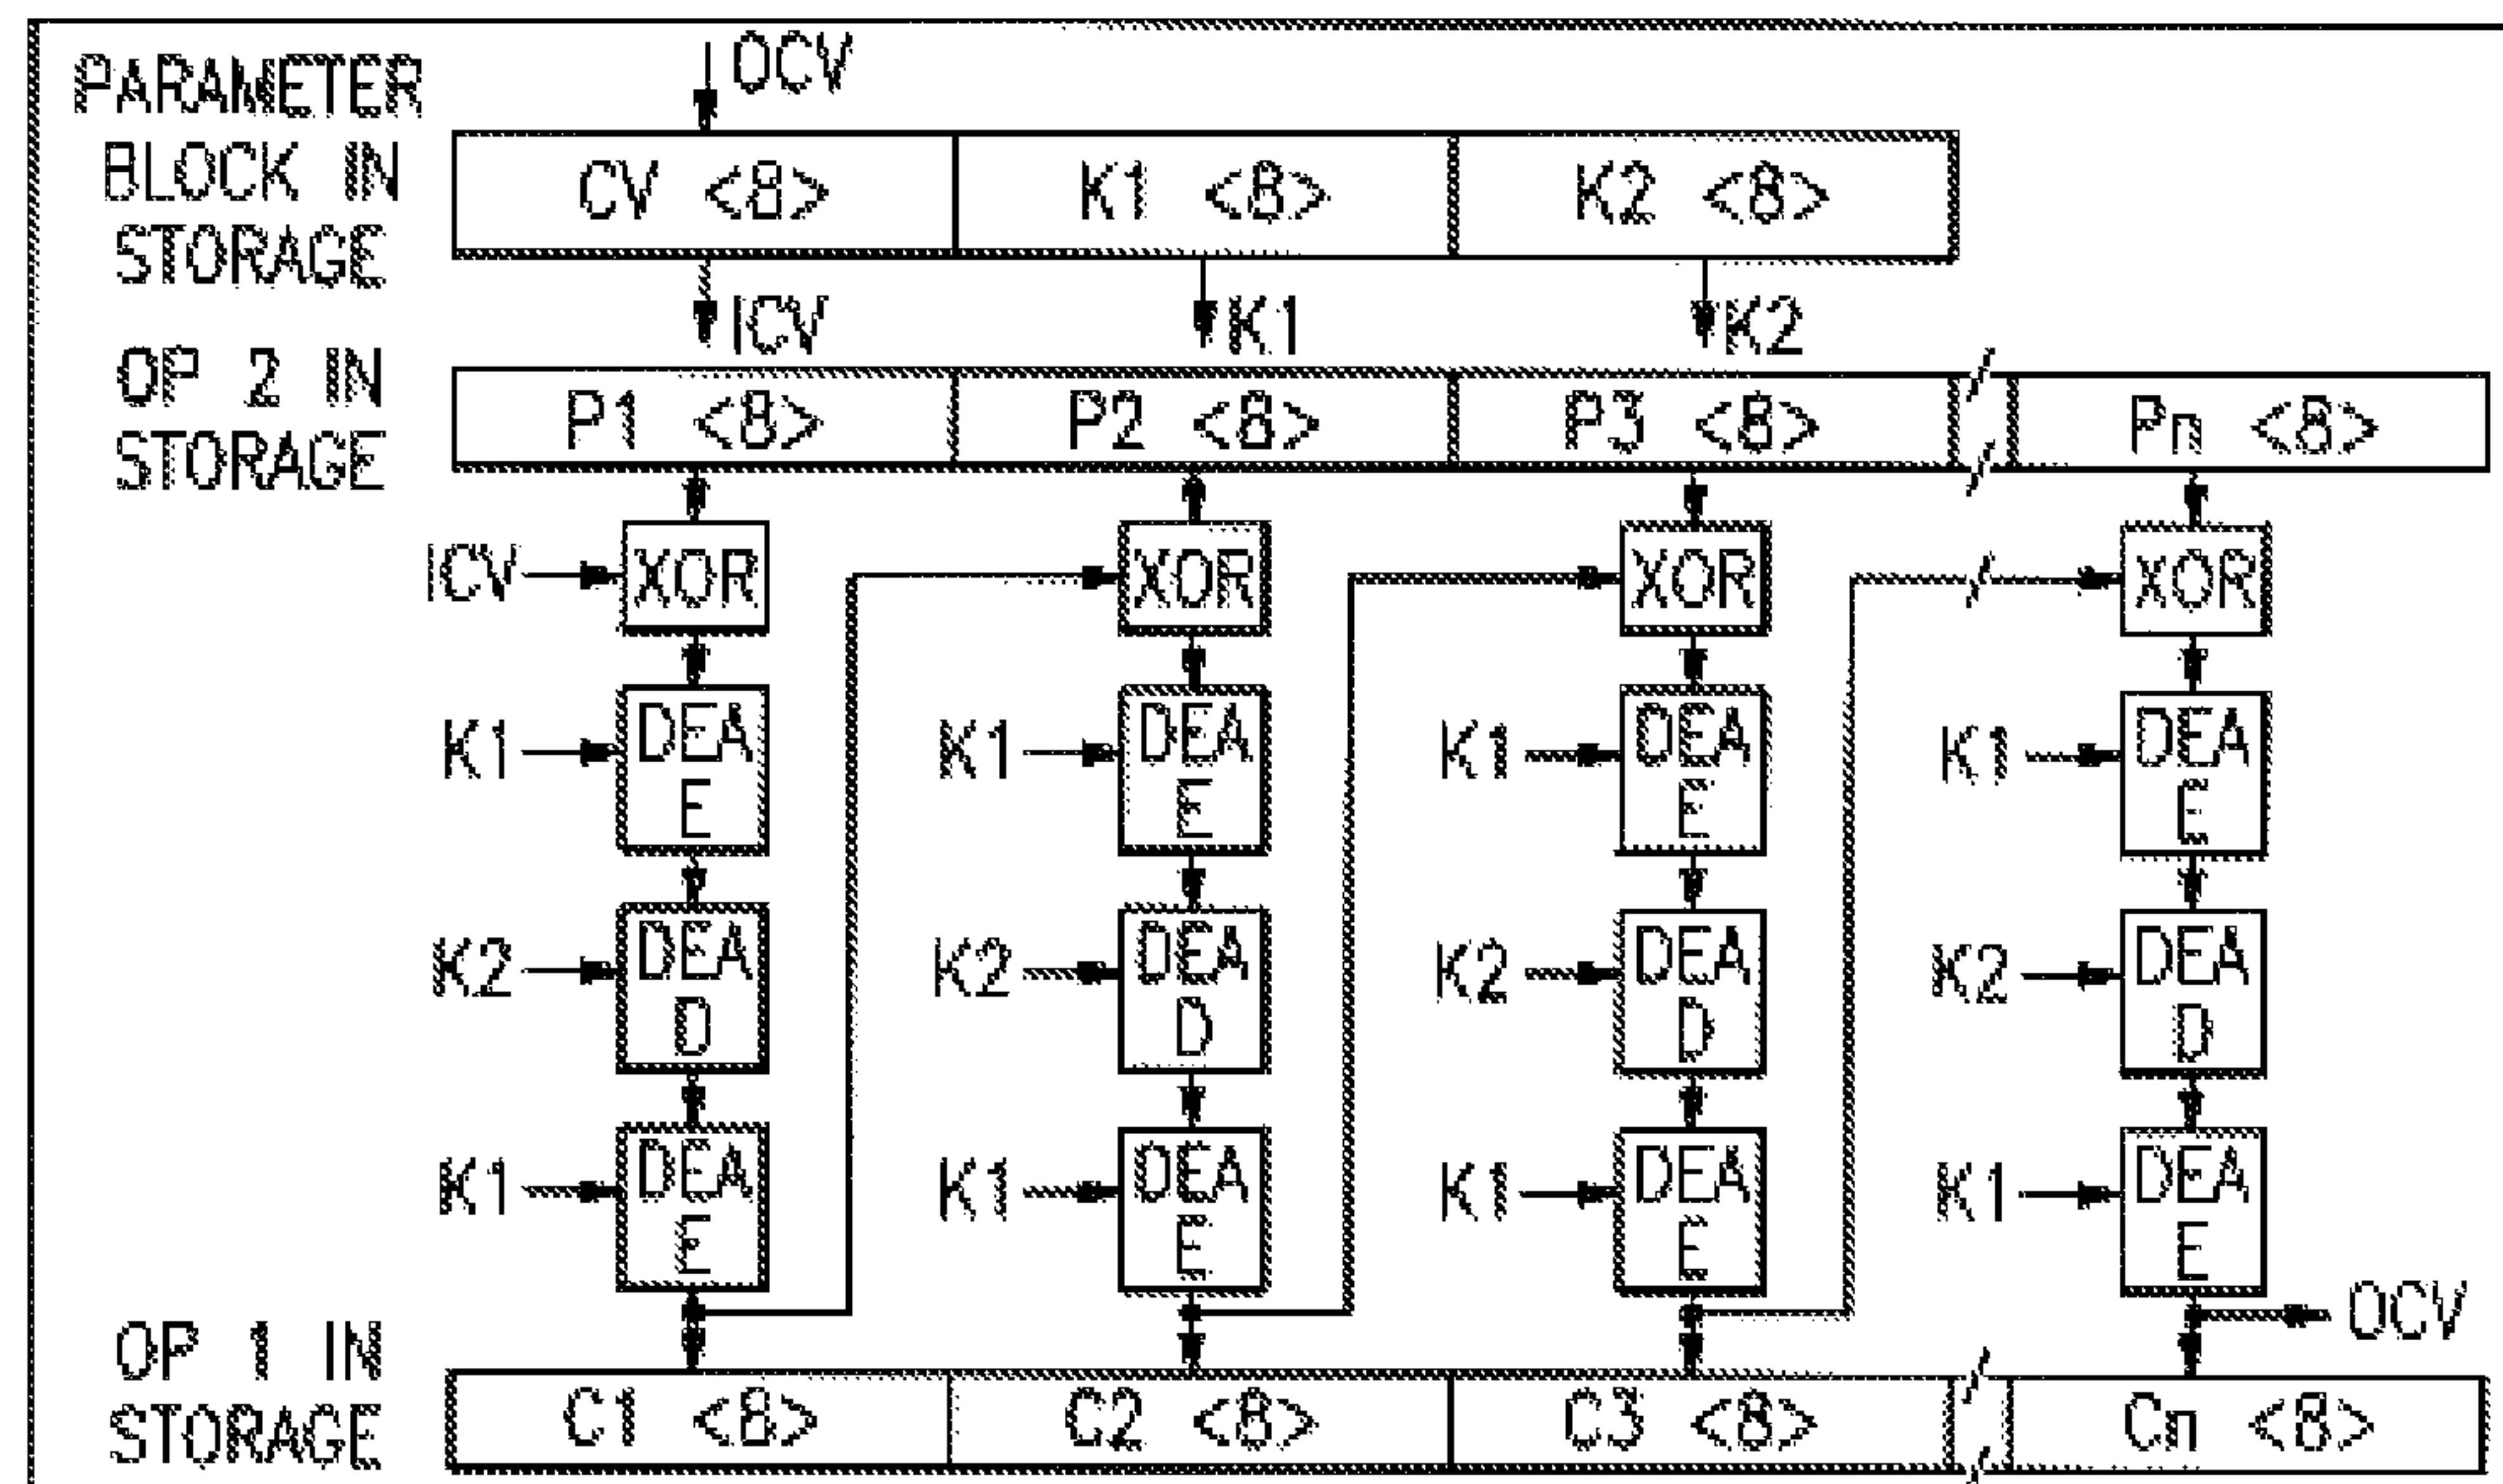 PARAMETER
BLOCK IN
STORAGE
OCV
CV <8> K1 <8> K2 <8>
ICV K1 K2
OP 2 IN
STORAGE
P1 <8> P2 <8> P3 <8> Pn <8>
ICV XOR XOR XOR XOR
K1 DEA K1 DEA K1 DEA K1 DEA
E E E E
K2 DEA K2 DEA K2 DEA K2 DEA
D D D D
K1 DEA K1 DEA K1 DEA K1 DEA
E E E E
OCV
OP 1 IN
STORAGE
C1 <8> C2 <8> C3 <8> Cn <8>